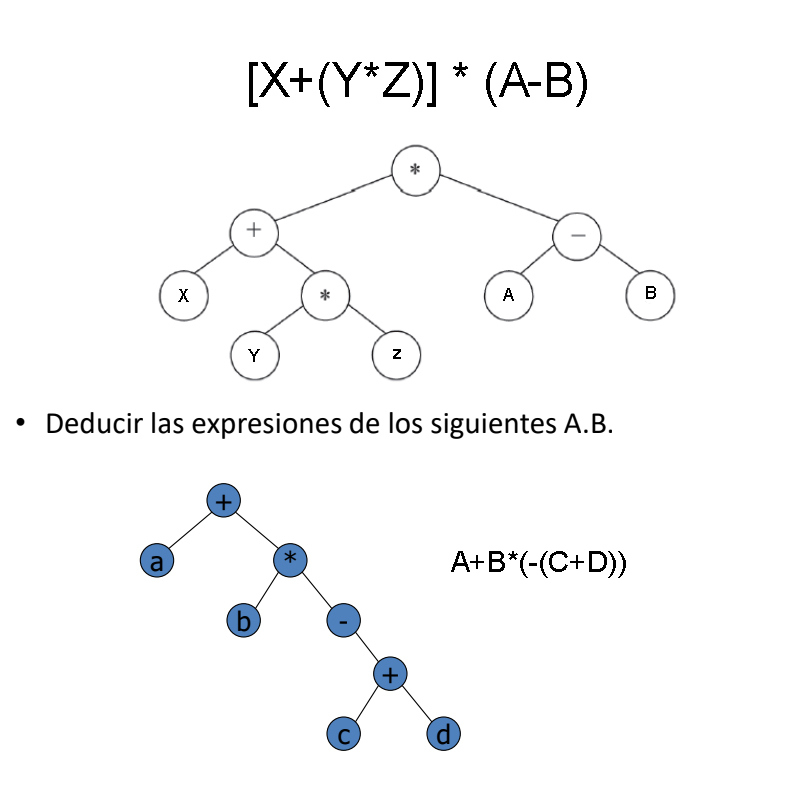 [X+(Y*Z)] * (A-B)
*
+ −
X * A B
Y Z
• Deducir las expresiones de los siguientes A.B.
+
a * A+B*(-(C+D))
b -
+
c d